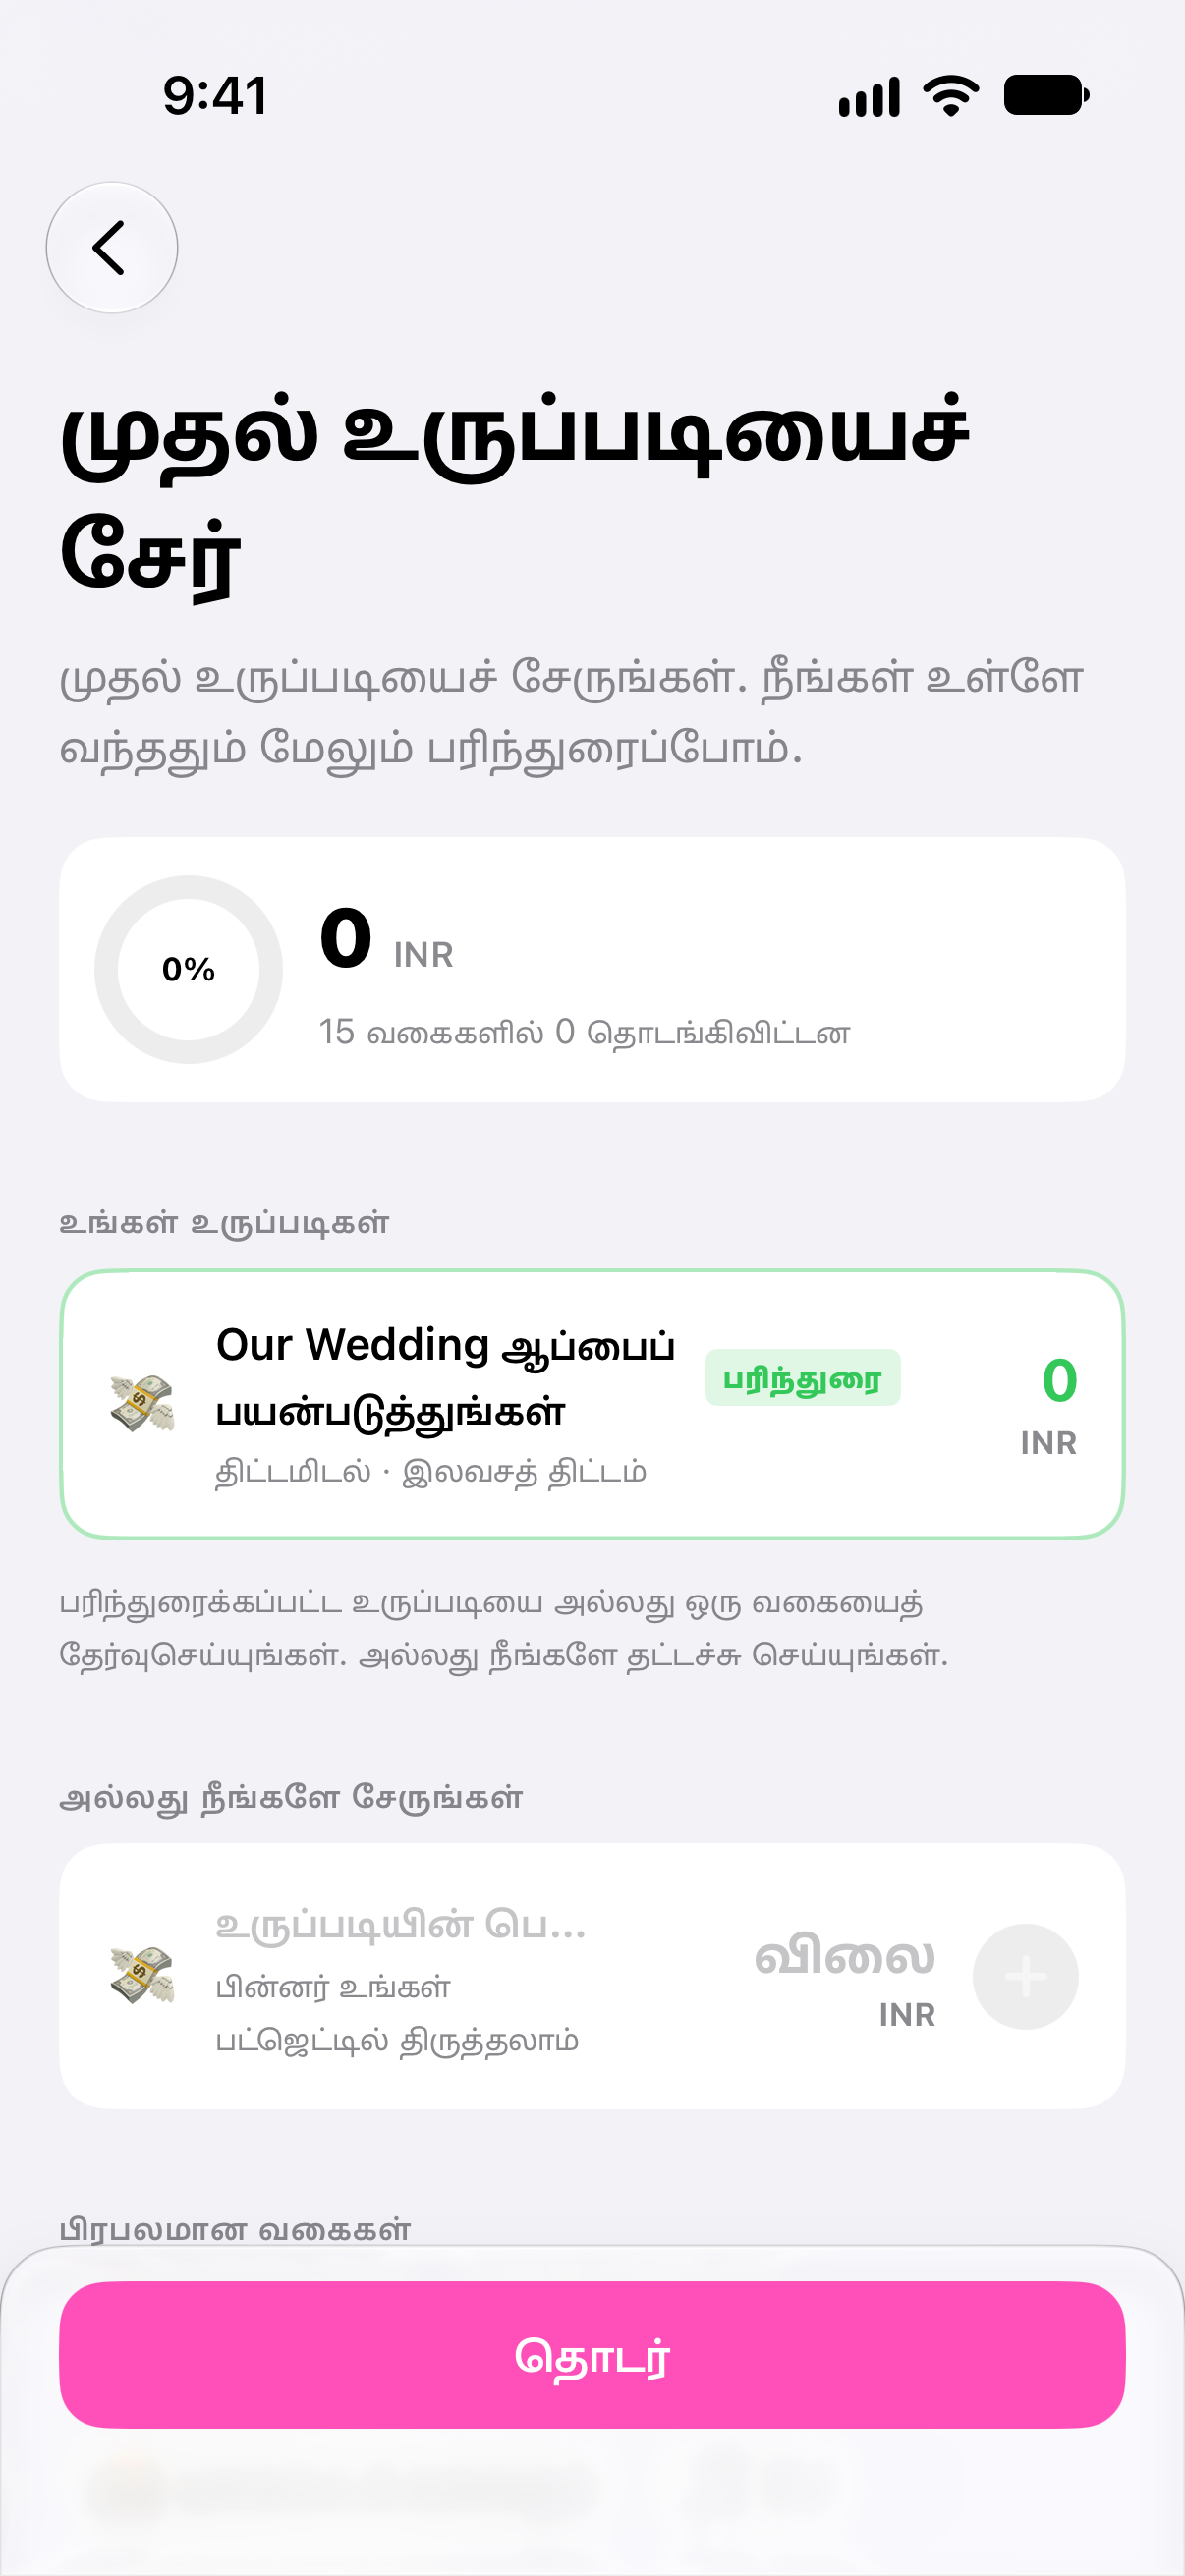 9:41
முதல் உருப்படியைச்
சேர்
முதல் உருப்படியைச் சேருங்கள். நீங்கள் உள்ளே
வந்ததும் மேலும் பரிந்துரைப்போம்.
0%
0 INR
15 வகைகளில் 0 தொடங்கிவிட்டன
உங்கள் உருப்படிகள்
Our Wedding ஆப்பைப்
பயன்படுத்துங்கள்
பரிந்துரை
0
INR
திட்டமிடல் · இலவசத் திட்டம்
பரிந்துரைக்கப்பட்ட உருப்படியை அல்லது ஒரு வகையைத்
தேர்வுசெய்யுங்கள். அல்லது நீங்களே தட்டச்சு செய்யுங்கள்.
அல்லது நீங்களே சேருங்கள்
உருப்படியின் பெ...
பின்னர் உங்கள்
பட்ஜெட்டில் திருத்தலாம்
விலை
INR
பிரபலமான வகைகள்
தொடர்